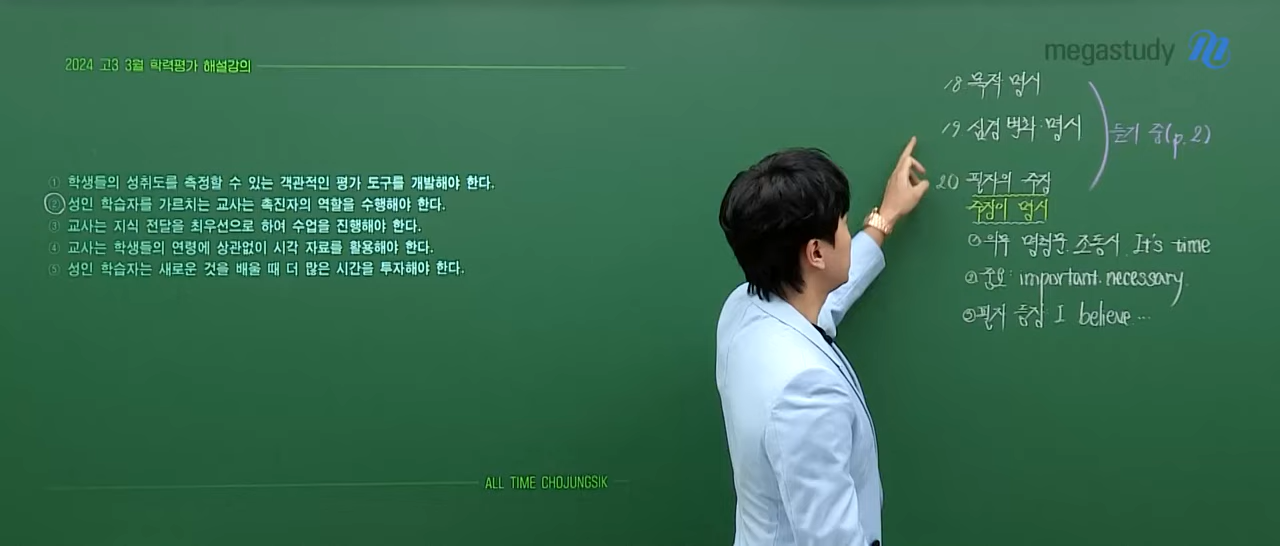 2024 고3 3월 학력평가 해설강의
megastudy
① 학생들의 성취도를 측정할 수 있는 객관적인 평가 도구를 개발해야 한다.
② 성인 학습자를 가르치는 교사는 촉진자의 역할을 수행해야 한다.
③ 교사는 지식 전달을 최우선으로 하여 수업을 진행해야 한다.
④ 교사는 학생들의 연령에 상관없이 시각 자료를 활용해야 한다.
⑤ 성인 학습자는 새로운 것을 배울 때 더 많은 시간을 투자해야 한다.
ALL TIME CHOJUNGSIK
18 목적 명시
19 심경 변화 명시
듣기 중(p.2)
20 필자의 주장
주장이 명시
① 의무 명령문 조동사 It's time
② 중요: important necessary
③ 필자 등장 I believe ...